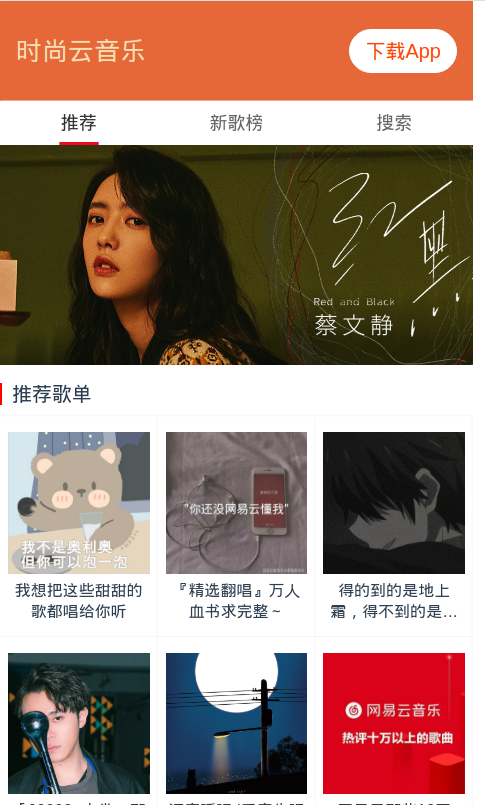 时尚云音乐
下载App
推荐
新歌榜
搜索
红与黑
Red and Black
蔡文静
推荐歌单
我不是奥利奥
但你可以泡一泡
"你还没网易云懂我"
我想把这些甜甜的
歌都唱给你听
『精选翻唱』万人
血书求完整～
得的到的是地上
霜，得不到的是...
网易云音乐
热评十万以上的歌曲